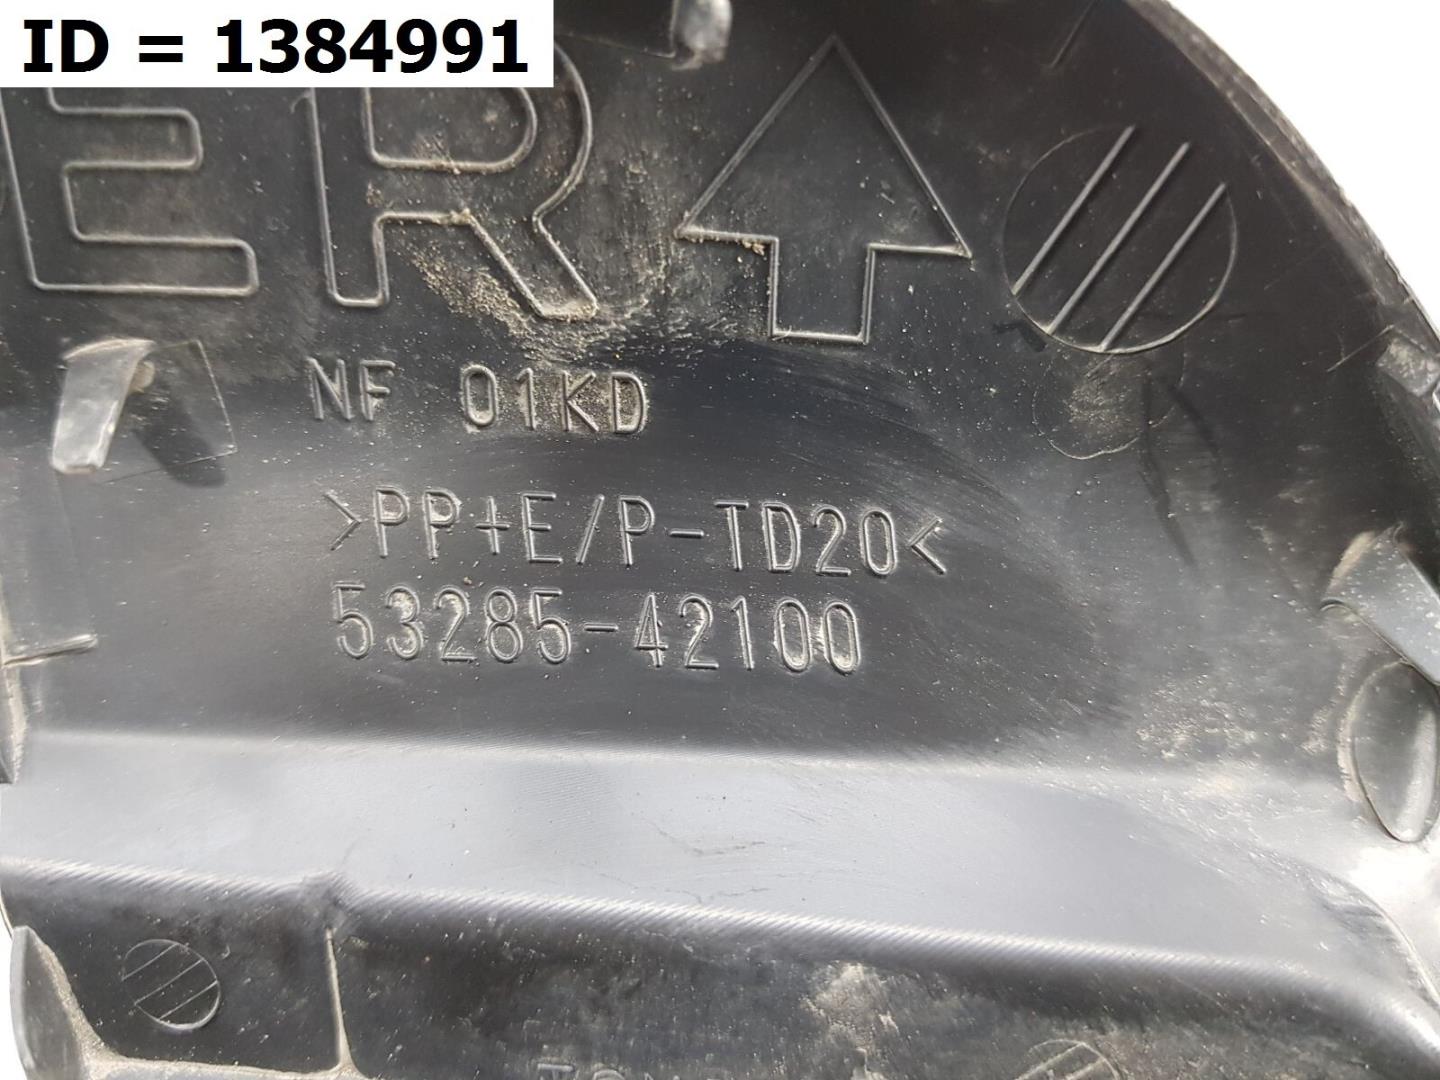 ID = 1384991
ER
NF 01KD
>PP+E/P-TD20<
53285-42100